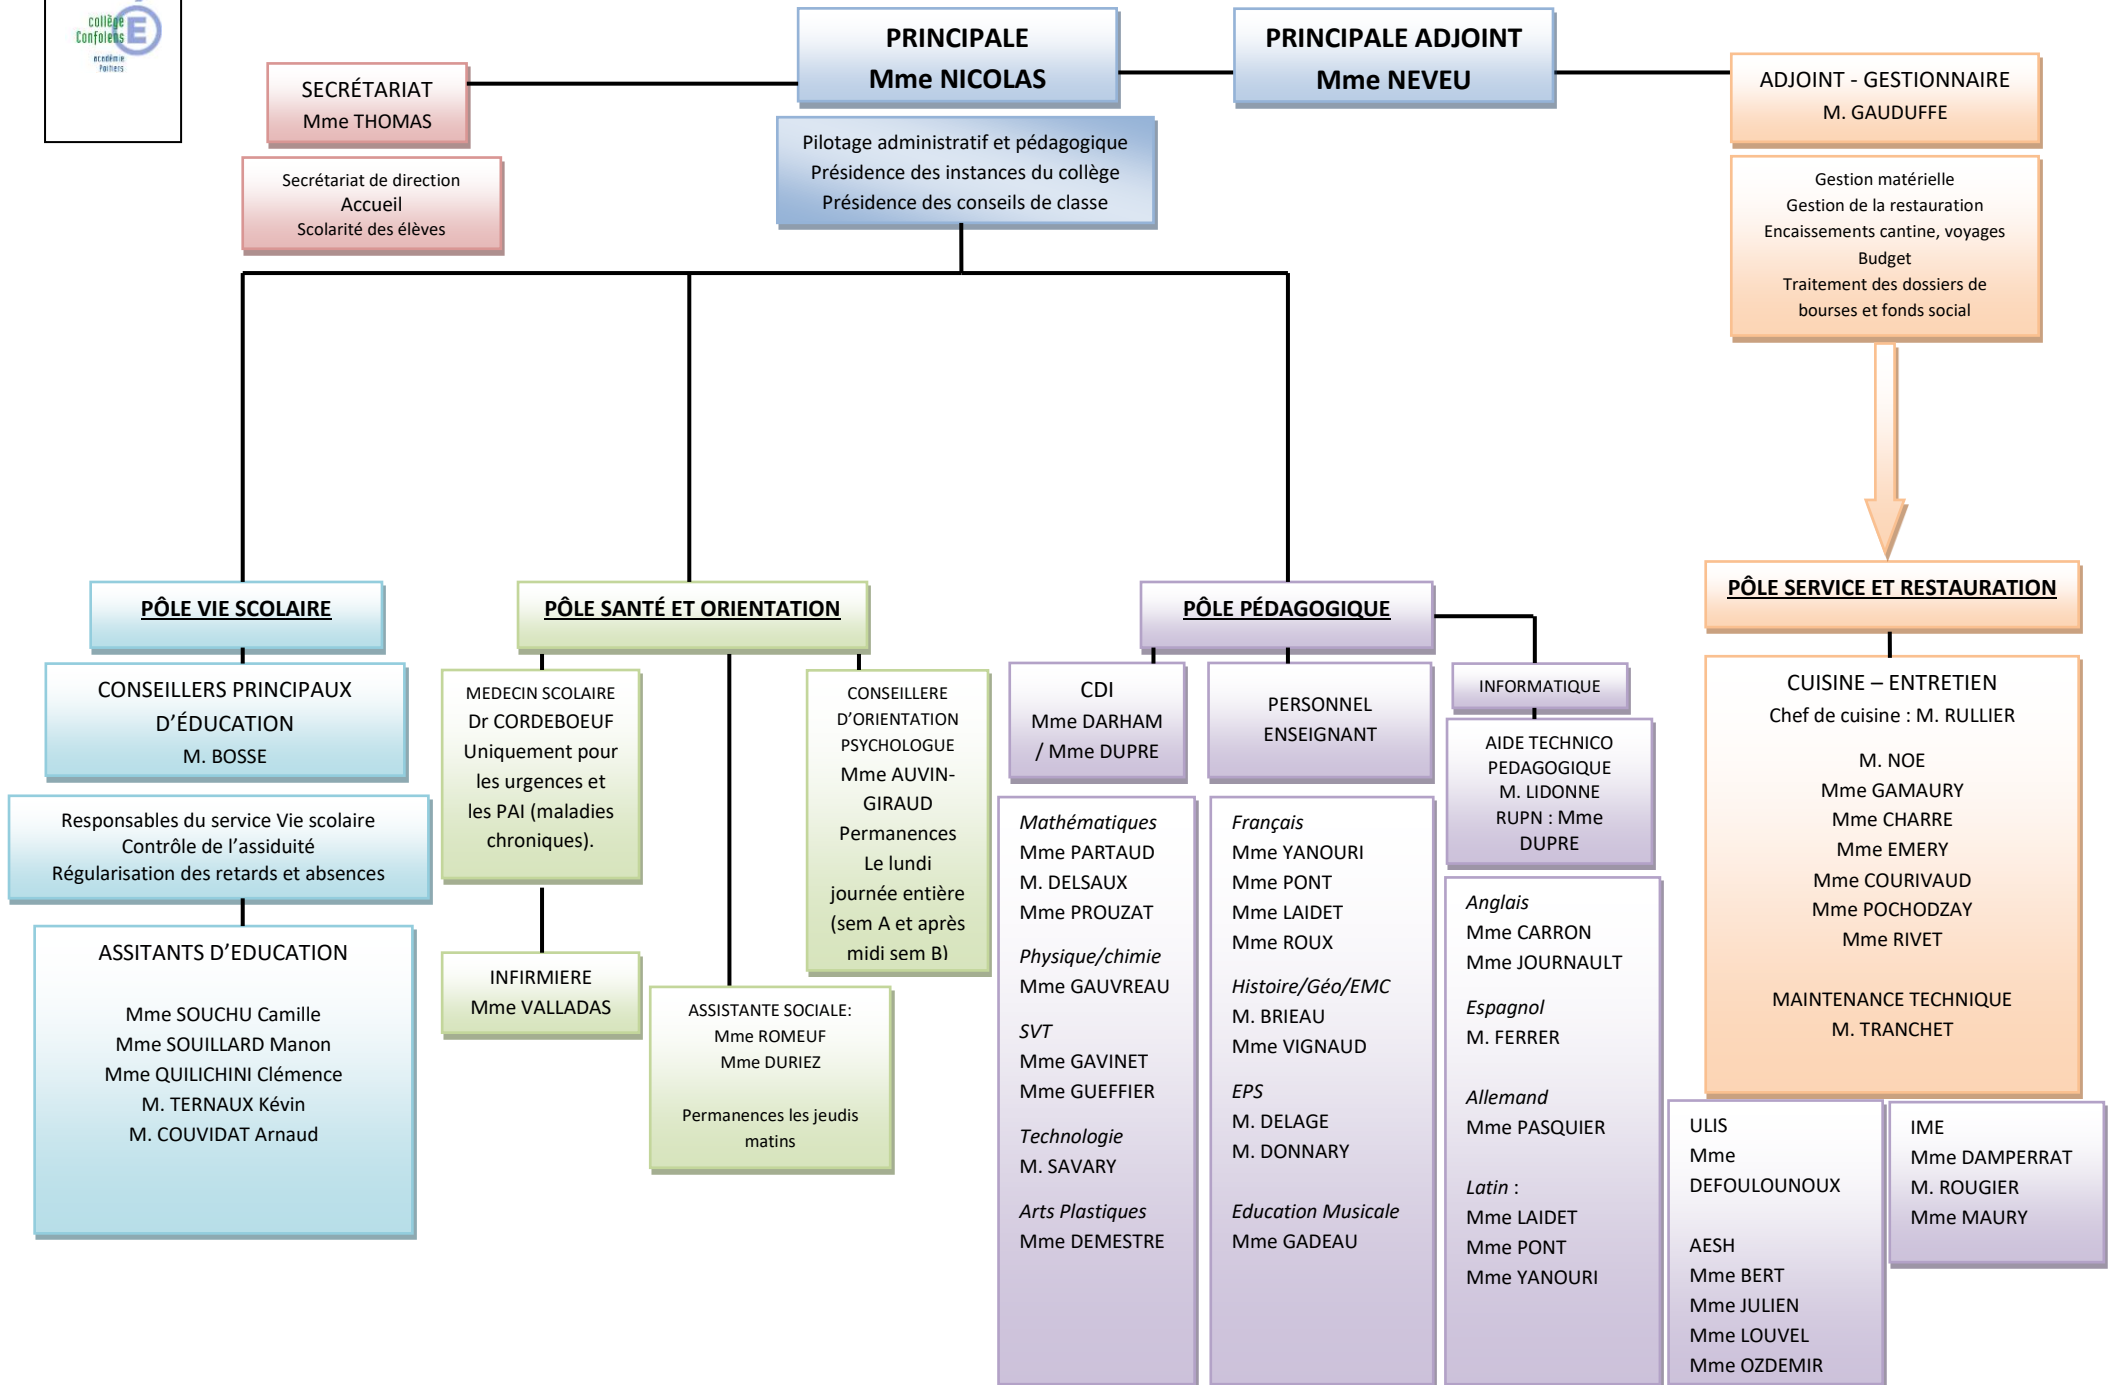 collège
Confolens
académie
Poitiers
PRINCIPALE
Mme NICOLAS
PRINCIPALE ADJOINT
Mme NEVEU
SECRÉTARIAT
Mme THOMAS
ADJOINT - GESTIONNAIRE
M. GAUDUFFE
Secrétariat de direction
Accueil
Scolarité des élèves
Pilotage administratif et pédagogique
Présidence des instances du collège
Présidence des conseils de classe
Gestion matérielle
Gestion de la restauration
Encaissements cantine, voyages
Budget
Traitement des dossiers de
bourses et fonds social
PÔLE VIE SCOLAIRE
CONSEILLERS PRINCIPAUX
D’ÉDUCATION
M. BOSSE
Responsables du service Vie scolaire
Contrôle de l’assiduité
Régularisation des retards et absences
ASSITANTS D’EDUCATION
Mme SOUCHU Camille
Mme SOUILLARD Manon
Mme QUILICHINI Clémence
M. TERNAUX Kévin
M. COUVIDAT Arnaud
PÔLE SANTÉ ET ORIENTATION
MEDECIN SCOLAIRE
Dr CORDEBOEUF
Uniquement pour
les urgences et
les PAI (maladies
chroniques).
INFIRMIERE
Mme VALLADAS
ASSISTANTE SOCIALE:
Mme ROMEUF
Mme DURIEZ
Permanences les jeudis
matins
CONSEILLERE
D’ORIENTATION
PSYCHOLOGUE
Mme AUVIN-
GIRAUD
Permanences
Le lundi
journée entière
(sem A et après
midi sem B)
PÔLE PÉDAGOGIQUE
CDI
Mme DARHAM
/ Mme DUPRE
PERSONNEL
ENSEIGNANT
INFORMATIQUE
AIDE TECHNICO
PEDAGOGIQUE
M. LIDONNE
RUPN : Mme
DUPRE
Mathématiques
Mme PARTAUD
M. DELSAUX
Mme PROUZAT
Physique/chimie
Mme GAUVREAU
SVT
Mme GAVINET
Mme GUEFFIER
Technologie
M. SAVARY
Arts Plastiques
Mme DEMESTRE
Français
Mme YANOURI
Mme PONT
Mme LAIDET
Mme ROUX
Histoire/Géo/EMC
M. BRIEAU
Mme VIGNAUD
EPS
M. DELAGE
M. DONNARY
Education Musicale
Mme GADEAU
Anglais
Mme CARRON
Mme JOURNAULT
Espagnol
M. FERRER
Allemand
Mme PASQUIER
Latin :
Mme LAIDET
Mme PONT
Mme YANOURI
PÔLE SERVICE ET RESTAURATION
CUISINE – ENTRETIEN
Chef de cuisine : M. RULLIER
M. NOE
Mme GAMAURY
Mme CHARRE
Mme EMERY
Mme COURIVAUD
Mme POCHODZAY
Mme RIVET
MAINTENANCE TECHNIQUE
M. TRANCHET
ULIS
Mme
DEFOULOUNOUX
AESH
Mme BERT
Mme JULIEN
Mme LOUVEL
Mme OZDEMIR
IME
Mme DAMPERRAT
M. ROUGIER
Mme MAURY